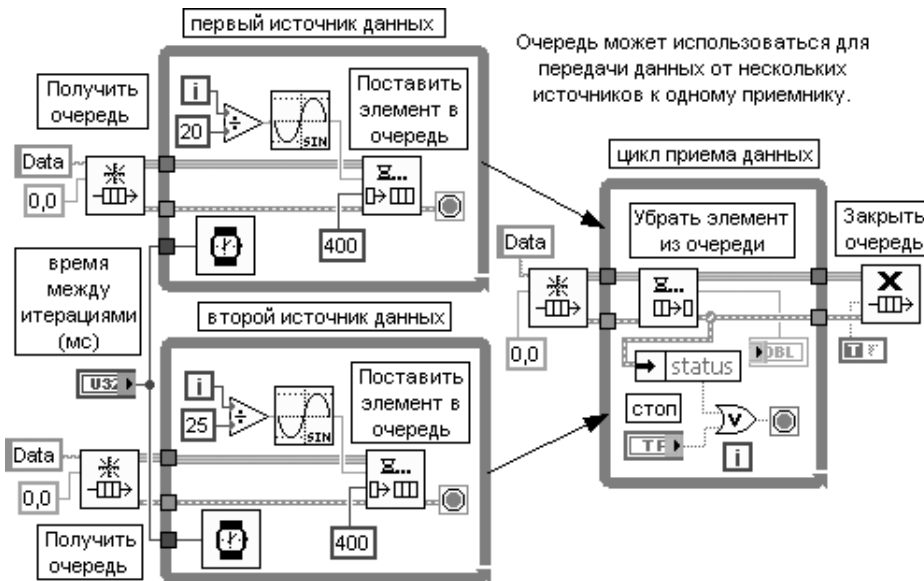 первый источник данных
Очередь может использоваться для
передачи данных от нескольких
источников к одному приемнику.
Получить
очередь
Поставить
элемент в
очередь
i
20
SIN
Data
0,0
400
время
между
итерациями
(мс)
U32
цикл приема данных
Убрать элемент
из очереди
Закрыть
очередь
Data
0,0
DBL
status
стоп
TF
V
i
T F
второй источник данных
Поставить
элемент в
очередь
i
25
SIN
Data
0,0
400
Получить
очередь